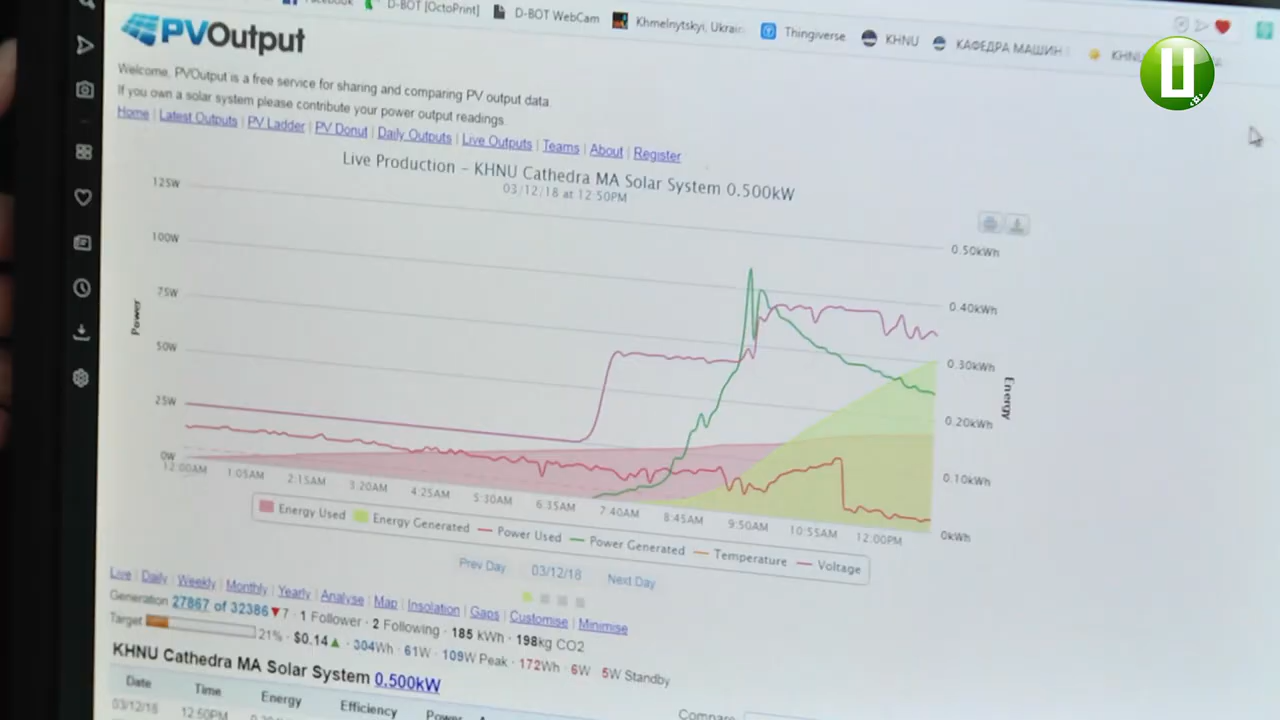 D-BOT [OctoPrint] D-BOT WebCam Khmelnytskyi, Ukrain Thingiverse KHNU КАФЕДРА МАШИН KHNU
Ц
PVOutput
Welcome, PVOutput is a free service for sharing and comparing PV output data.
If you own a solar system please contribute your power output readings
Home | Latest Outputs | PV Ladder | PV Donut | Daily Outputs | Live Outputs | Teams | About | Register
Live Production - KHNU Cathedra MA Solar System 0.500kW
03/12/18 at 12:50PM
125W
100W
75W
50W
25W
0W
Power
0.50kWh
0.40kWh
0.30kWh
0.20kWh
0.10kWh
0kWh
Energy
12:00AM 1:05AM 2:15AM 3:20AM 4:25AM 5:30AM 6:35AM 7:40AM 8:45AM 9:50AM 10:55AM 12:00PM
Energy Used Energy Generated Power Used Power Generated Temperature Voltage
Prev Day 03/12/18 Next Day
Live | Daily | Weekly | Monthly | Yearly | Analyse | Map | Insolation | Gaps | Customise | Minimise
Generation 27867 of 32386 ▼7 · 1 Follower · 2 Following · 185 kWh · 198kg CO2
Target 21% · $0.14▲ · 304Wh · 61W · 109W Peak · 172Wh · 6W 5W Standby
KHNU Cathedra MA Solar System 0.500kW
Date Time Energy Efficiency Power
03/12/18 12:50PM
Compare